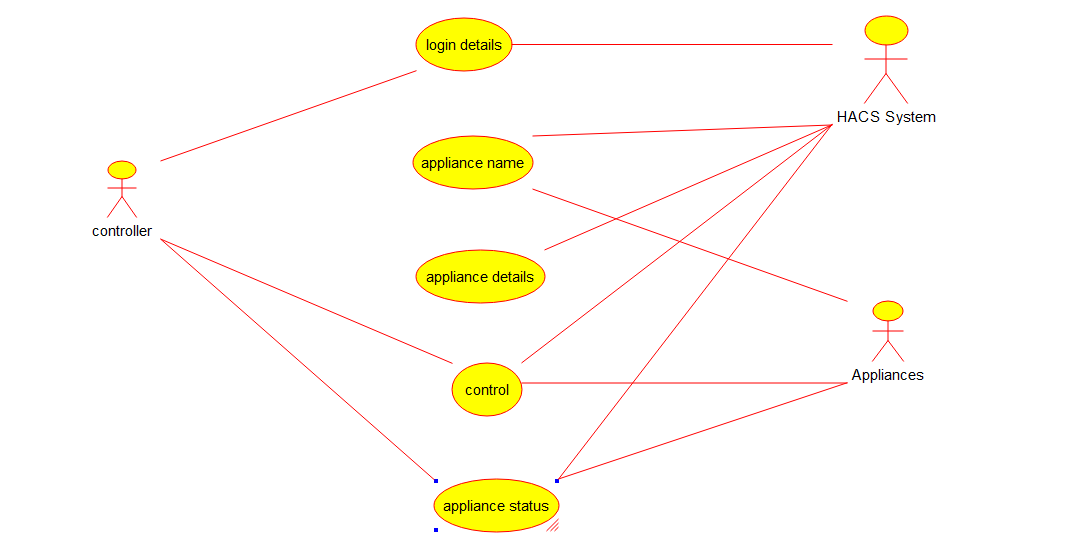 login details
HACS System
appliance name
controller
appliance details
Appliances
control
appliance status